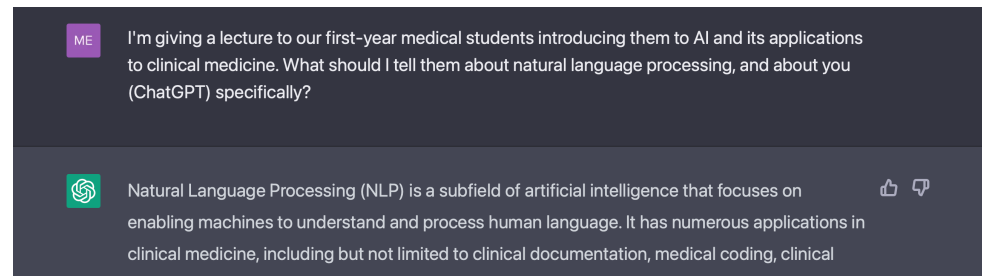 ME
I'm giving a lecture to our first-year medical students introducing them to AI and its applications
to clinical medicine. What should I tell them about natural language processing, and about you
(ChatGPT) specifically?
Natural Language Processing (NLP) is a subfield of artificial intelligence that focuses on
enabling machines to understand and process human language. It has numerous applications in
clinical medicine, including but not limited to clinical documentation, medical coding, clinical